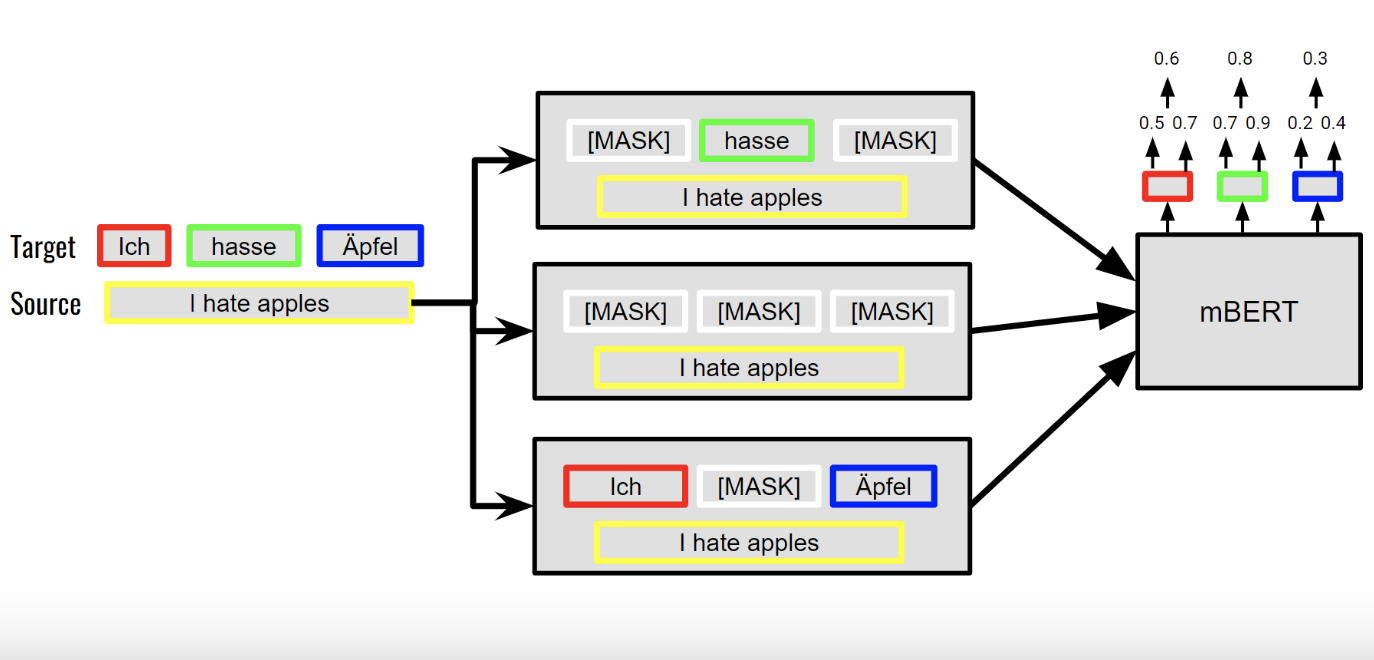 0.6 0.8 0.3
0.5 0.7 0.7 0.9 0.2 0.4
[MASK] hasse [MASK]
I hate apples
Target Ich hasse Äpfel
Source I hate apples
[MASK] [MASK] [MASK]
I hate apples
mBERT
Ich [MASK] Äpfel
I hate apples